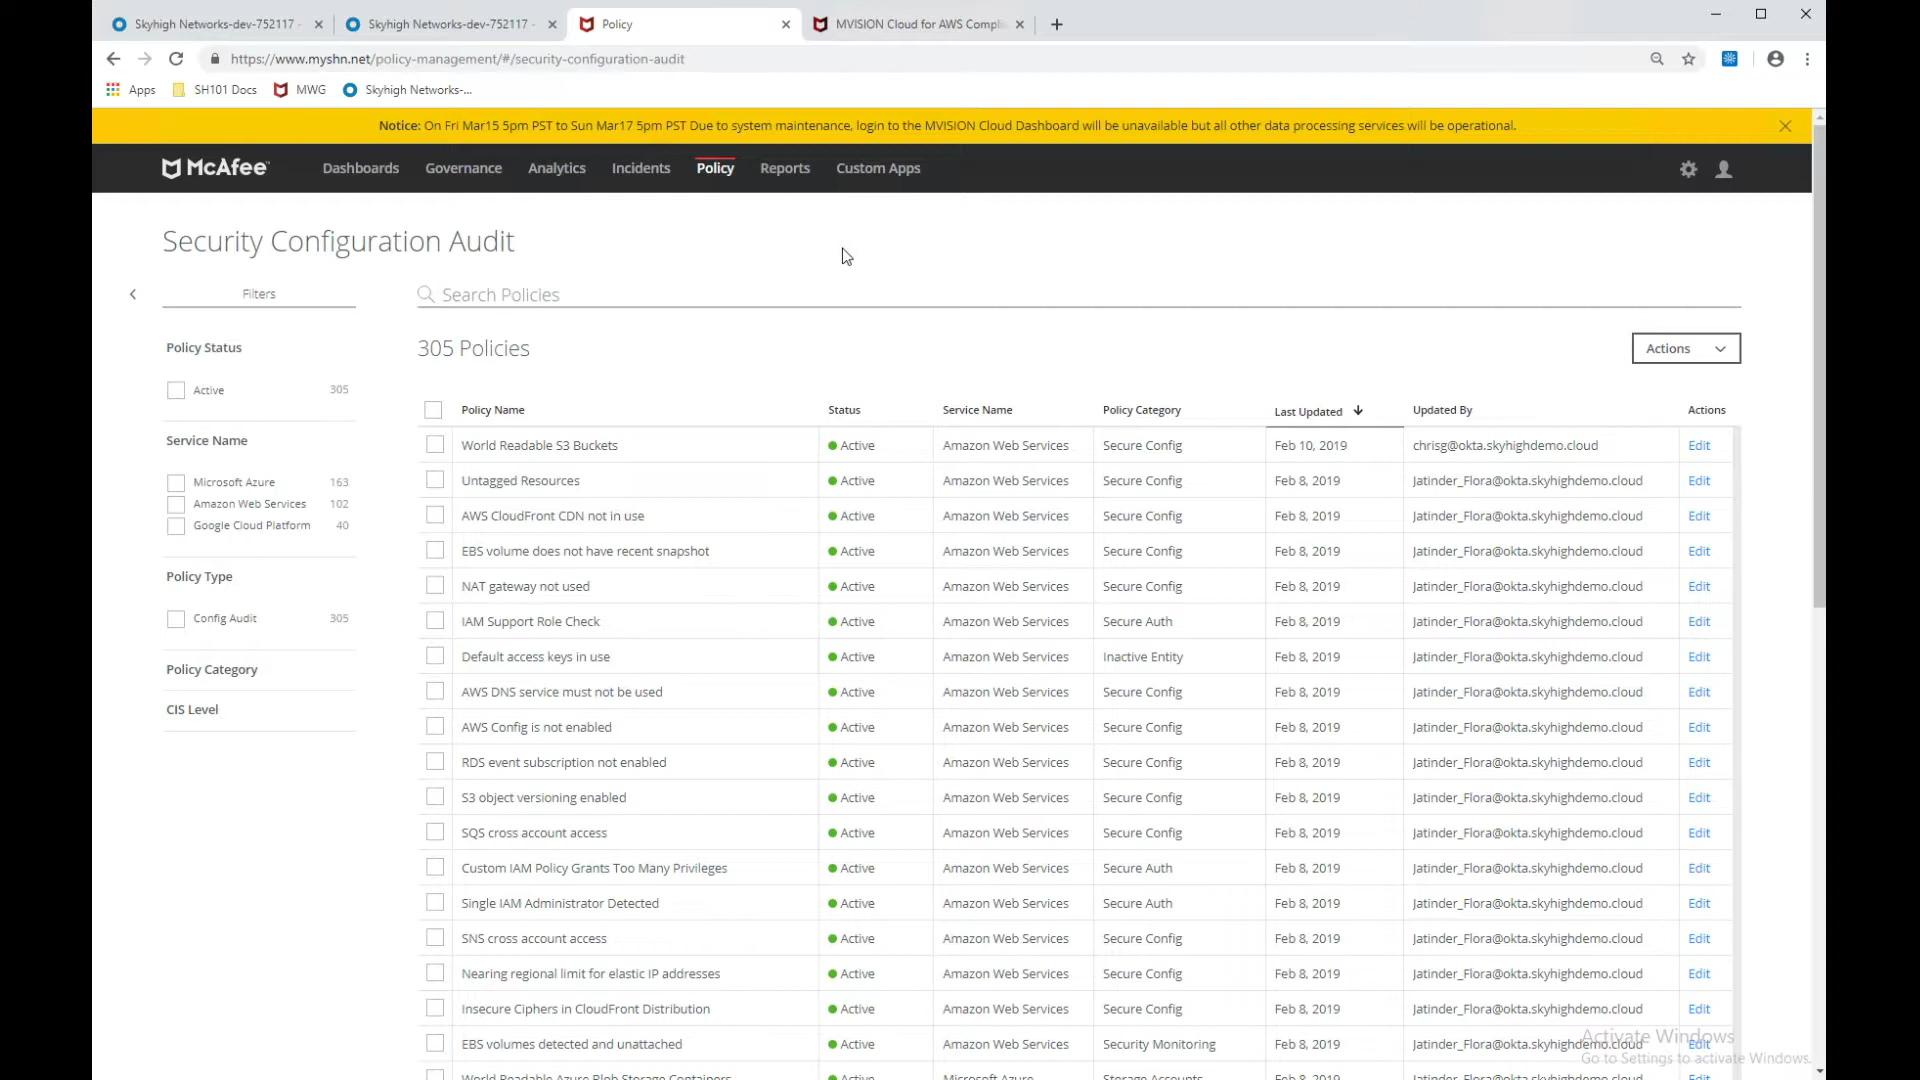 Skyhigh Networks-dev-752117 -
Skyhigh Networks-dev-752117 -
Policy
MVISION Cloud for AWS Compli
https://www.myshn.net/policy-management/#/security-configuration-audit
Apps
SH101 Docs
MWG
Skyhigh Networks-...
Notice: On Fri Mar15 5pm PST to Sun Mar17 5pm PST Due to system maintenance, login to the MVISION Cloud Dashboard will be unavailable but all other data processing services will be operational.
McAfee Dashboards Governance Analytics Incidents Policy Reports Custom Apps
Security Configuration Audit
Filters
Search Policies
Policy Status
Active 305
Service Name
Microsoft Azure 163
Amazon Web Services 102
Google Cloud Platform 40
Policy Type
Config Audit 305
Policy Category
CIS Level
305 Policies
Actions
Policy Name Status Service Name Policy Category Last Updated Updated By Actions
World Readable S3 Buckets Active Amazon Web Services Secure Config Feb 10, 2019 chrisg@okta.skyhighdemo.cloud Edit
Untagged Resources Active Amazon Web Services Secure Config Feb 8, 2019 Jatinder_Flora@okta.skyhighdemo.cloud Edit
AWS CloudFront CDN not in use Active Amazon Web Services Secure Config Feb 8, 2019 Jatinder_Flora@okta.skyhighdemo.cloud Edit
EBS volume does not have recent snapshot Active Amazon Web Services Secure Config Feb 8, 2019 Jatinder_Flora@okta.skyhighdemo.cloud Edit
NAT gateway not used Active Amazon Web Services Secure Config Feb 8, 2019 Jatinder_Flora@okta.skyhighdemo.cloud Edit
IAM Support Role Check Active Amazon Web Services Secure Auth Feb 8, 2019 Jatinder_Flora@okta.skyhighdemo.cloud Edit
Default access keys in use Active Amazon Web Services Inactive Entity Feb 8, 2019 Jatinder_Flora@okta.skyhighdemo.cloud Edit
AWS DNS service must not be used Active Amazon Web Services Secure Config Feb 8, 2019 Jatinder_Flora@okta.skyhighdemo.cloud Edit
AWS Config is not enabled Active Amazon Web Services Secure Config Feb 8, 2019 Jatinder_Flora@okta.skyhighdemo.cloud Edit
RDS event subscription not enabled Active Amazon Web Services Secure Config Feb 8, 2019 Jatinder_Flora@okta.skyhighdemo.cloud Edit
S3 object versioning enabled Active Amazon Web Services Secure Config Feb 8, 2019 Jatinder_Flora@okta.skyhighdemo.cloud Edit
SQS cross account access Active Amazon Web Services Secure Config Feb 8, 2019 Jatinder_Flora@okta.skyhighdemo.cloud Edit
Custom IAM Policy Grants Too Many Privileges Active Amazon Web Services Secure Auth Feb 8, 2019 Jatinder_Flora@okta.skyhighdemo.cloud Edit
Single IAM Administrator Detected Active Amazon Web Services Secure Auth Feb 8, 2019 Jatinder_Flora@okta.skyhighdemo.cloud Edit
SNS cross account access Active Amazon Web Services Secure Config Feb 8, 2019 Jatinder_Flora@okta.skyhighdemo.cloud Edit
Nearing regional limit for elastic IP addresses Active Amazon Web Services Secure Config Feb 8, 2019 Jatinder_Flora@okta.skyhighdemo.cloud Edit
Insecure Ciphers in CloudFront Distribution Active Amazon Web Services Secure Config Feb 8, 2019 Jatinder_Flora@okta.skyhighdemo.cloud Edit
EBS volumes detected and unattached Active Amazon Web Services Security Monitoring Feb 8, 2019 Jatinder_Flora@okta.skyhighdemo.cloud Edit
World Readable Azure Blob Storage Containers Active Microsoft Azure Storage Accounts Feb 8, 2019 Jatinder_Flora@okta.skyhighdemo.cloud Edit
Activate Windows
Go to Settings to activate Windows.